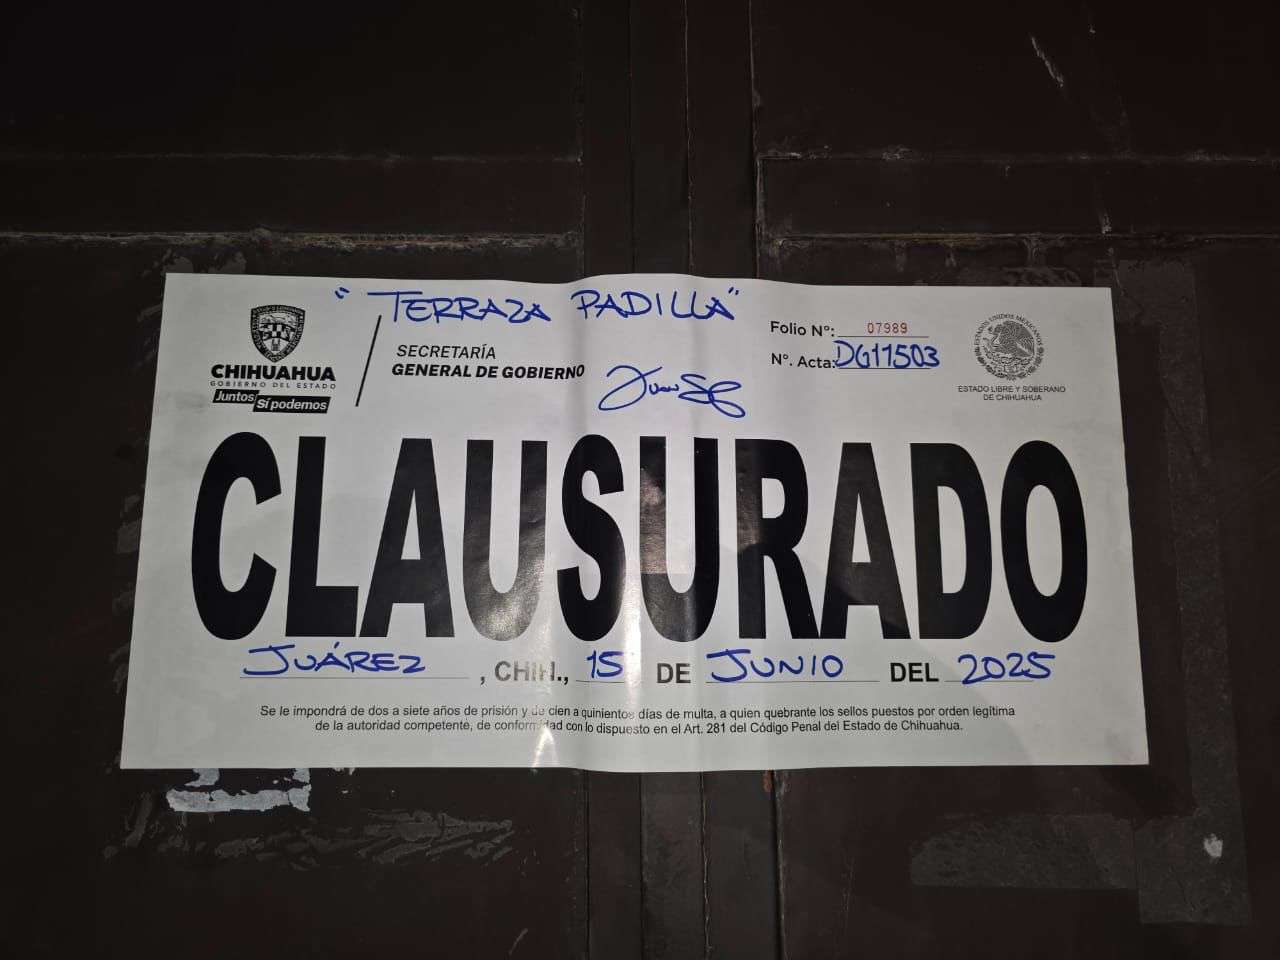 "TERRAZA PADILLA"
CHIHUAHUA
GOBIERNO DEL ESTADO
Juntos Sí podemos
SECRETARÍA
GENERAL DE GOBIERNO
Folio N°: 07989
N°. Acta: DG11503
ESTADOS UNIDOS MEXICANOS
ESTADO LIBRE Y SOBERANO
DE CHIHUAHUA
CLAUSURADO
JUÁREZ, CHIH., 15 DE JUNIO DEL 2025
Se le impondrá de dos a siete años de prisión y de cien a quinientos días de multa, a quien quebrante los sellos puestos por orden legítima
de la autoridad competente, de conformidad con lo dispuesto en el Art. 281 del Código Penal del Estado de Chihuahua.